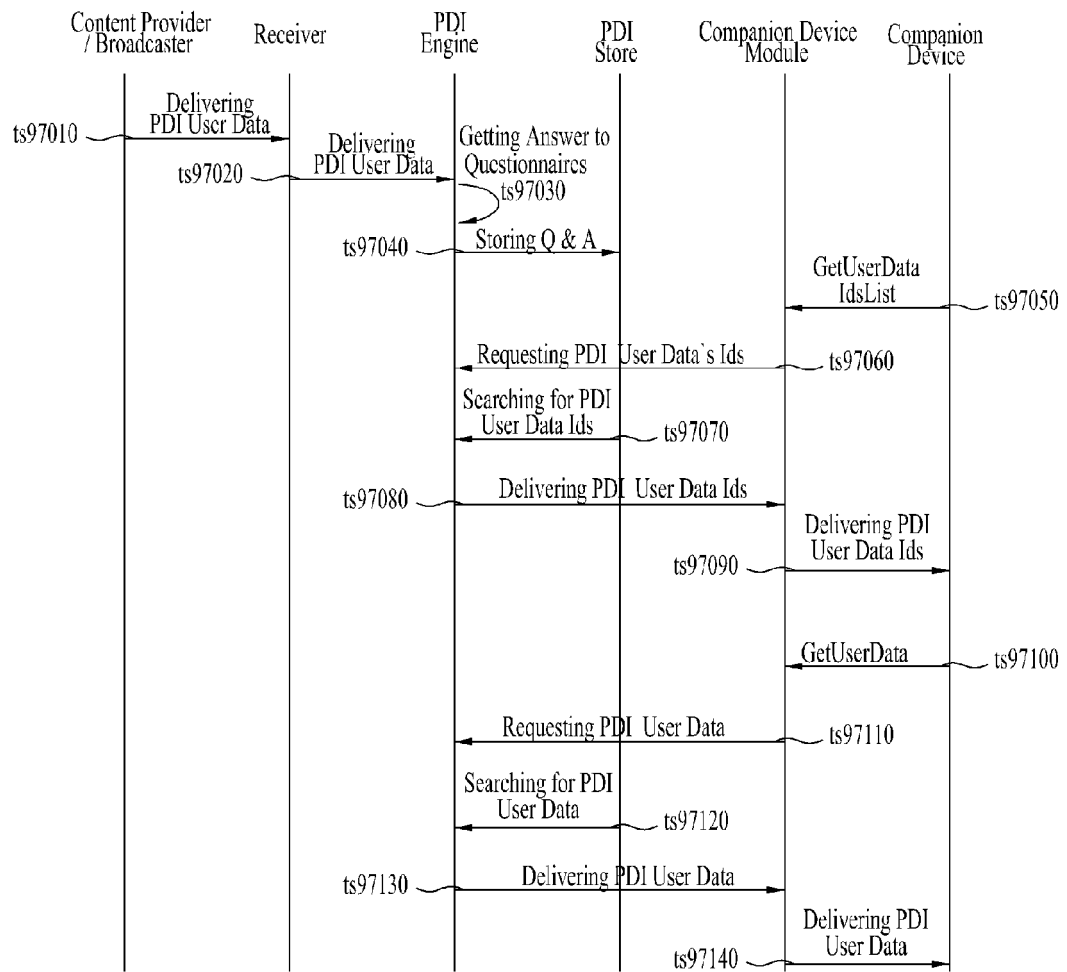 Content Provider
/ Broadcaster
Receiver
PDI
Engine
PDI
Store
Companion Device
Module
Companion
Device
Delivering
PDI User Data
ts97010
Delivering
PDI User Data
ts97020
Getting Answer to
Questionnaires
ts97030
ts97040
Storing Q & A
GetUserData
IdsList
ts97050
Requesting PDI User Data`s Ids
ts97060
Searching for PDI
User Data Ids
ts97070
ts97080
Delivering PDI User Data Ids
Delivering PDI
User Data Ids
ts97090
GetUserData
ts97100
Requesting PDI User Data
ts97110
Searching for PDI
User Data
ts97120
ts97130
Delivering PDI User Data
Delivering PDI
User Data
ts97140